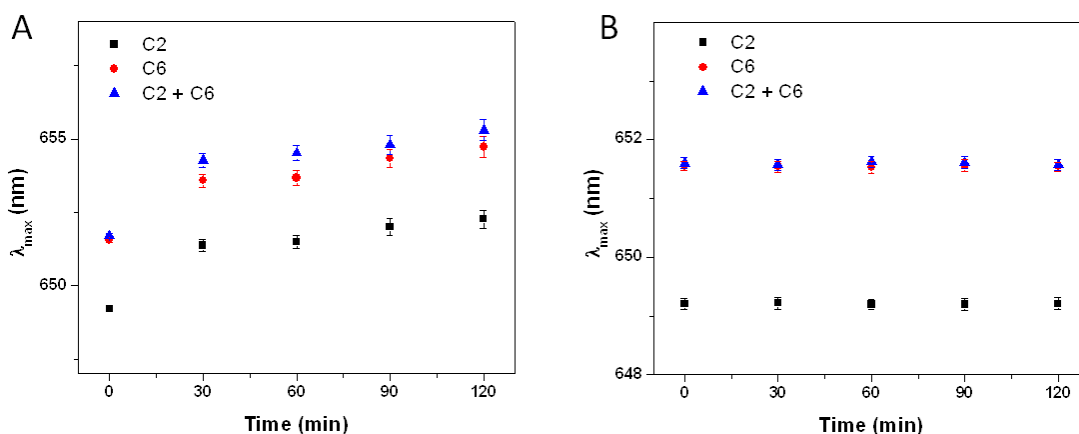 A
C2
C6
C2 + C6
655
650
λmax (nm)
0 30 60 90 120
Time (min)
B
C2
C6
C2 + C6
652
650
648
λmax (nm)
0 30 60 90 120
Time (min)